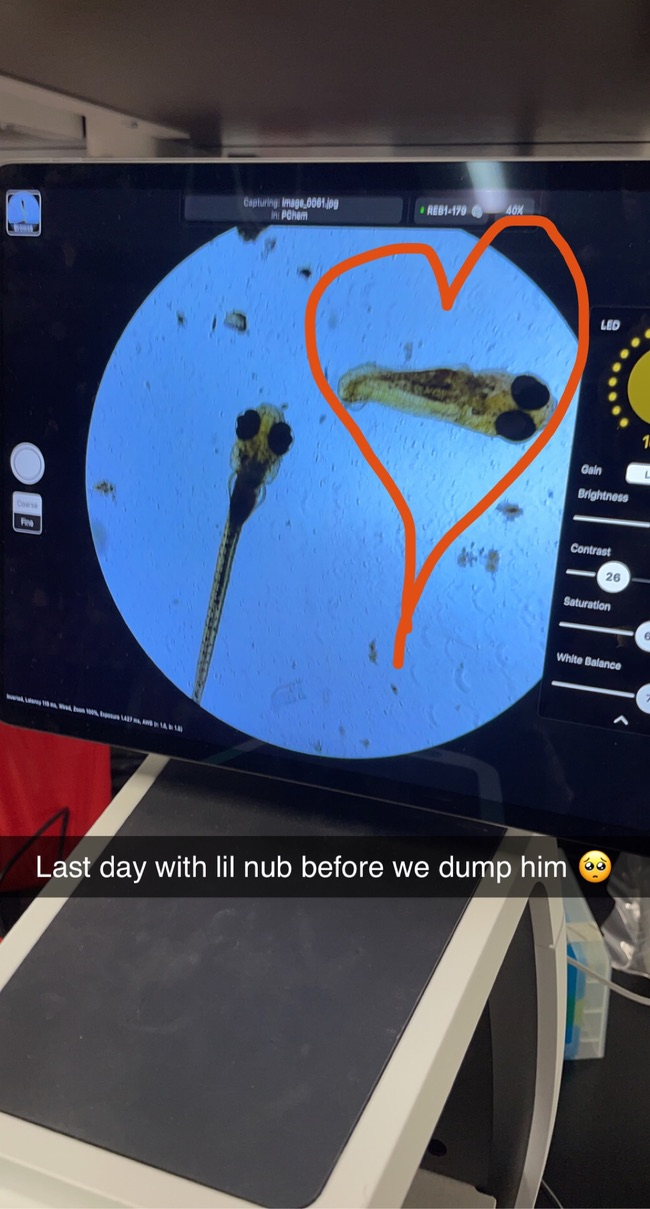 Capturing: image_0061.jpg
in: PChem
REB1-179
40X
LED
Gain
Brightness
Coarse
Fine
Contrast
26
Saturation
White Balance
Last day with lil nub before we dump him 🥺